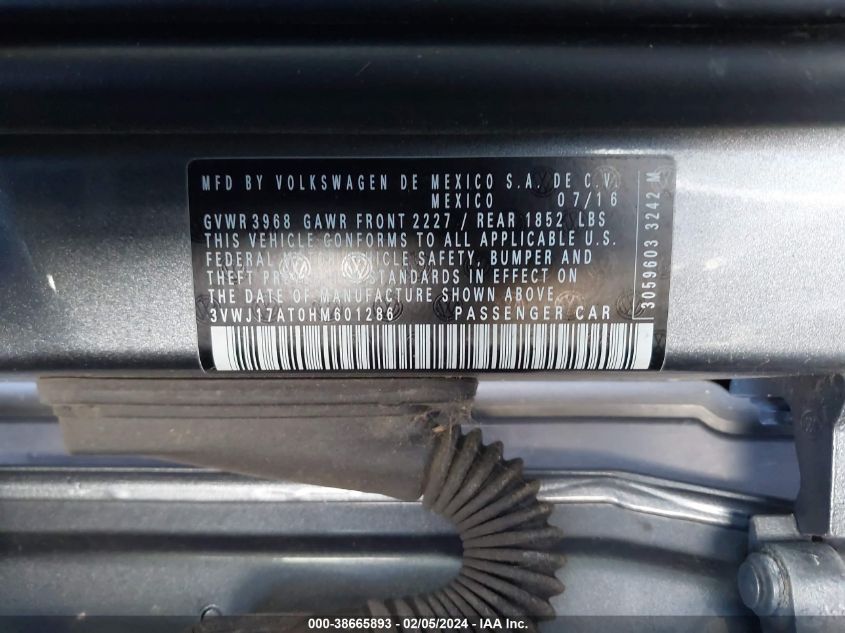 MFD BY VOLKSWAGEN DE MEXICO S.A. DE C.V.
MEXICO 07/16
GVWR 3968 GAWR FRONT 2227 / REAR 1852 LBS
THIS VEHICLE CONFORMS TO ALL APPLICABLE U.S.
FEDERAL VEHICLE SAFETY, BUMPER AND
THEFT STANDARDS IN EFFECT ON
THE DATE OF MANUFACTURE SHOWN ABOVE.
3VWJ17AT0HM601286 PASSENGER CAR
3059603 3242 M
000-38665893 - 02/05/2024 - IAA Inc.